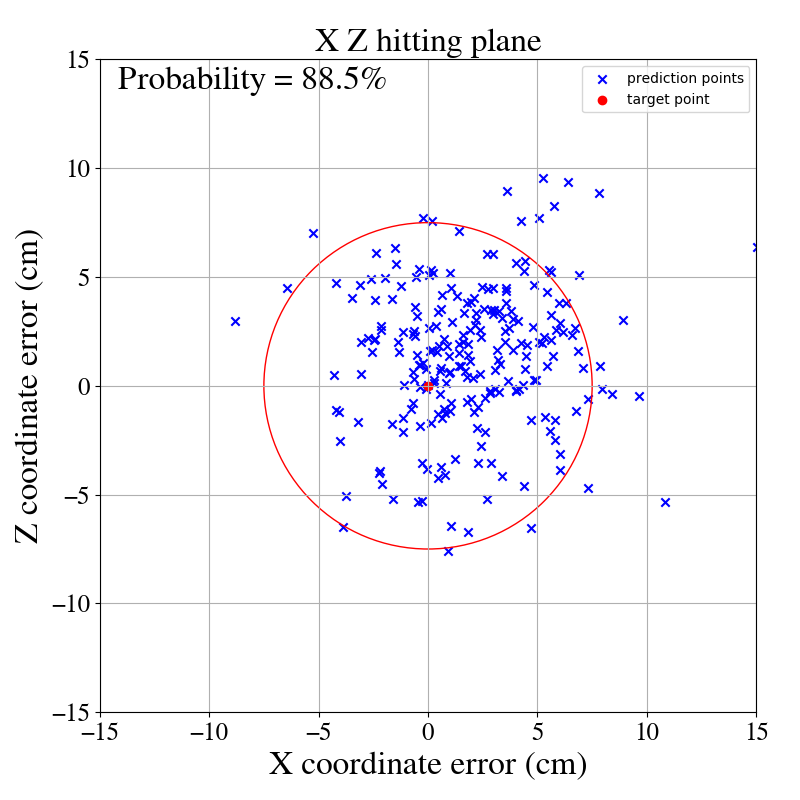 X Z hitting plane
Probability = 88.5%
prediction points
target point
Z coordinate error (cm)
15
10
5
0
−5
−10
−15
−15 −10 −5 0 5 10 15
X coordinate error (cm)